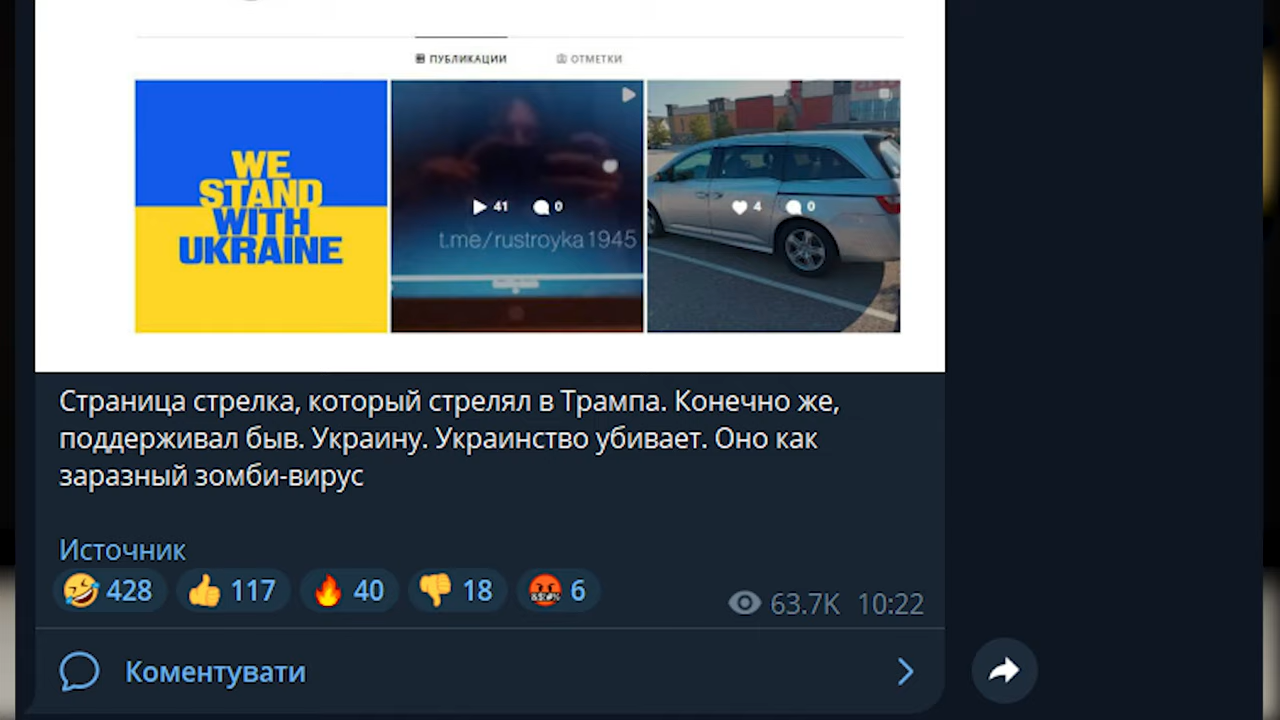 ПУБЛИКАЦИИ ОТМЕТКИ
WE
STAND
WITH
UKRAINE
41 0
t.me/rustroyka1945
4 0
Страница стрелка, который стрелял в Трампа. Конечно же,
поддерживал быв. Украину. Украинство убивает. Оно как
заразный зомби-вирус
Источник
428 117 40 18 6
63.7K 10:22
Коментувати